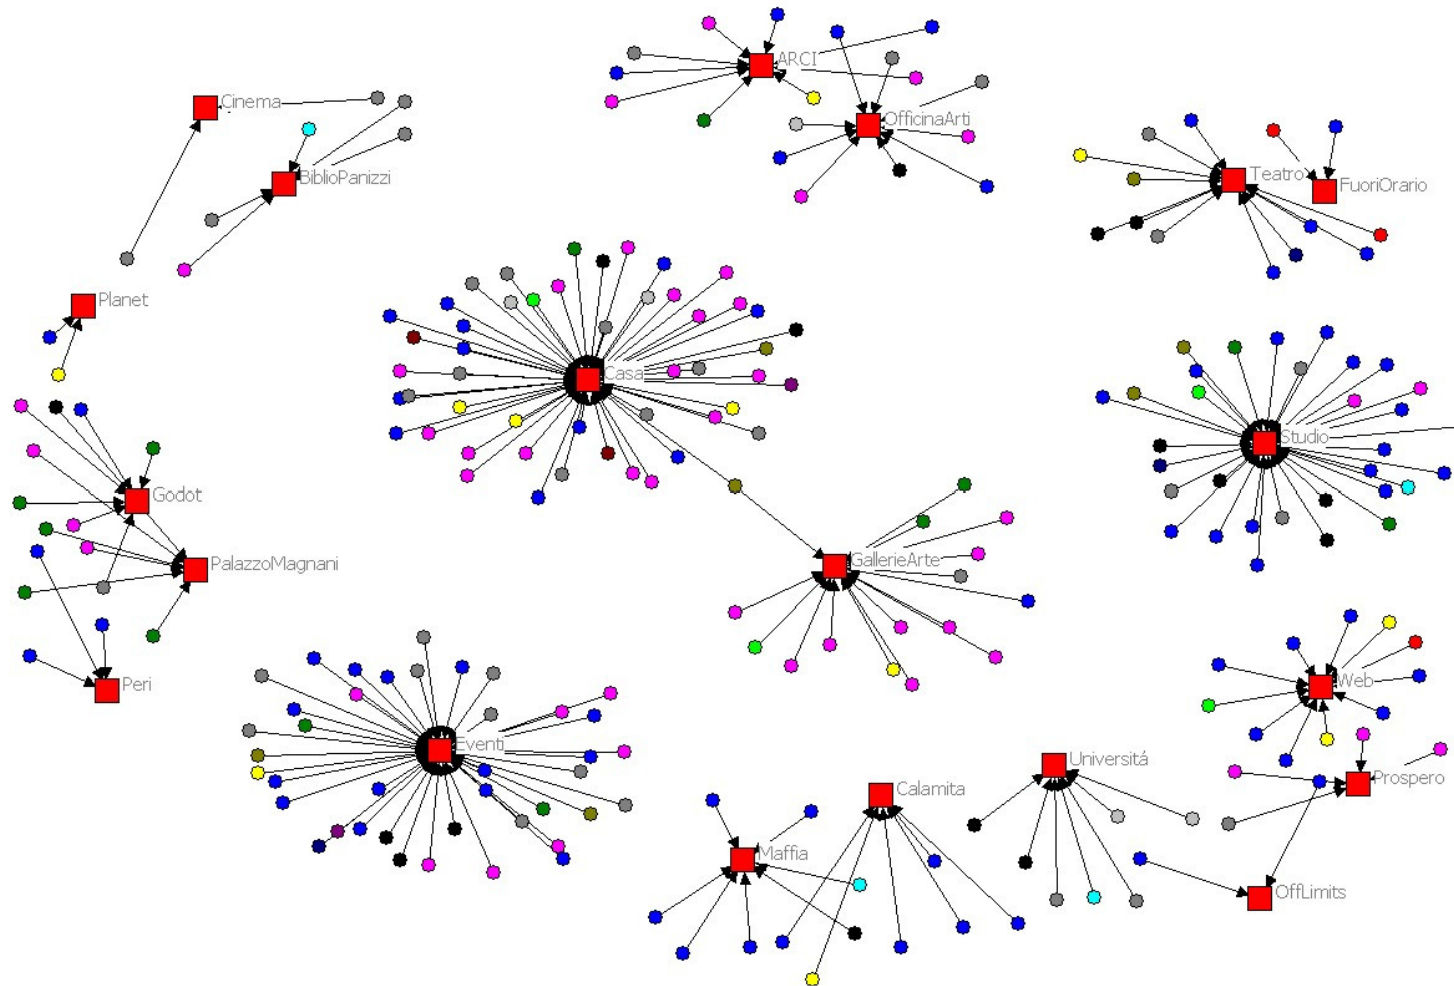 ARCI
Cinema
OfficinaArti
BiblioPanizzi
Teatro
FuoriOrario
Planet
Casa
Studio
Godot
PalazzoMagnani
GallerieArte
Peri
Web
Eventi
Universitá
Prospero
Calamita
Maffia
OffLimits